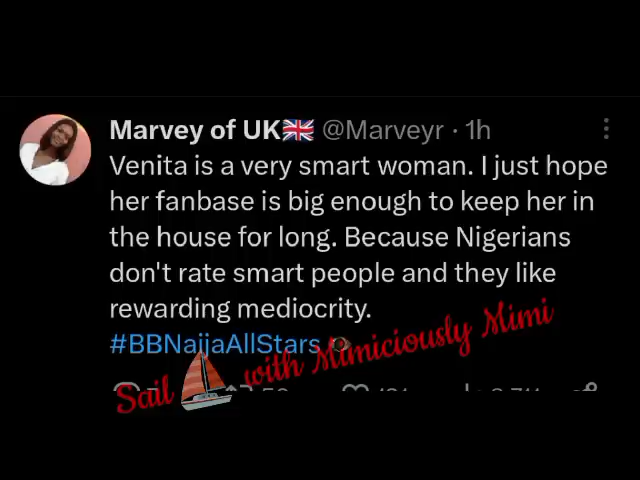 Marvey of UK🇬🇧 @Marveyr · 1h
Venita is a very smart woman. I just hope
her fanbase is big enough to keep her in
the house for long. Because Nigerians
don't rate smart people and they like
rewarding mediocrity.
#BBNaijaAllStars
Sail with Mimiciously Mimi